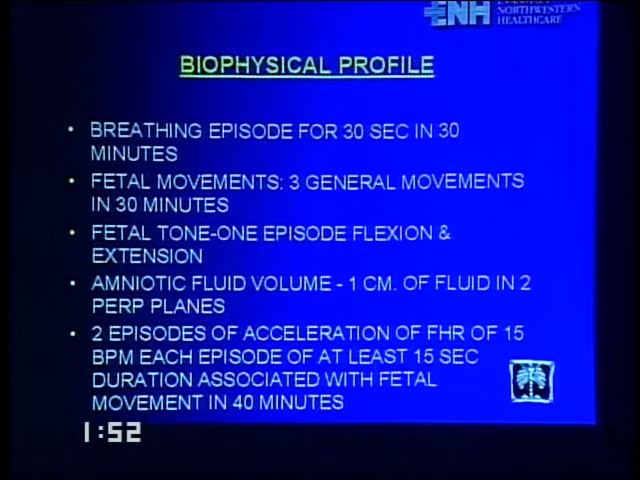 ENH
NORTHWESTERN
HEALTHCARE
BIOPHYSICAL PROFILE
• BREATHING EPISODE FOR 30 SEC IN 30
MINUTES
• FETAL MOVEMENTS: 3 GENERAL MOVEMENTS
IN 30 MINUTES
• FETAL TONE-ONE EPISODE FLEXION &
EXTENSION
• AMNIOTIC FLUID VOLUME - 1 CM. OF FLUID IN 2
PERP PLANES
• 2 EPISODES OF ACCELERATION OF FHR OF 15
BPM EACH EPISODE OF AT LEAST 15 SEC
DURATION ASSOCIATED WITH FETAL
MOVEMENT IN 40 MINUTES
1:52